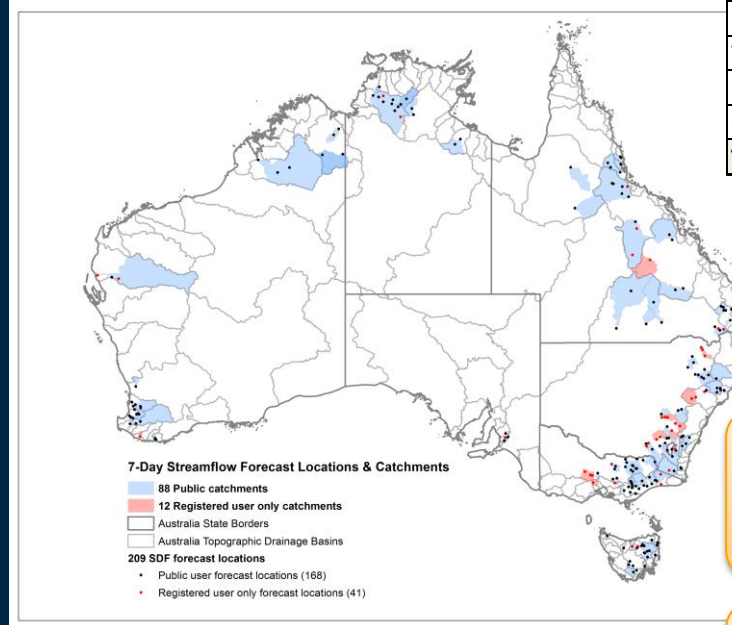 7-Day Streamflow Forecast Locations & Catchments
88 Public catchments
12 Registered user only catchments
Australia State Borders
Australia Topographic Drainage Basins
209 SDF forecast locations
Public user forecast locations (168)
Registered user only forecast locations (41)